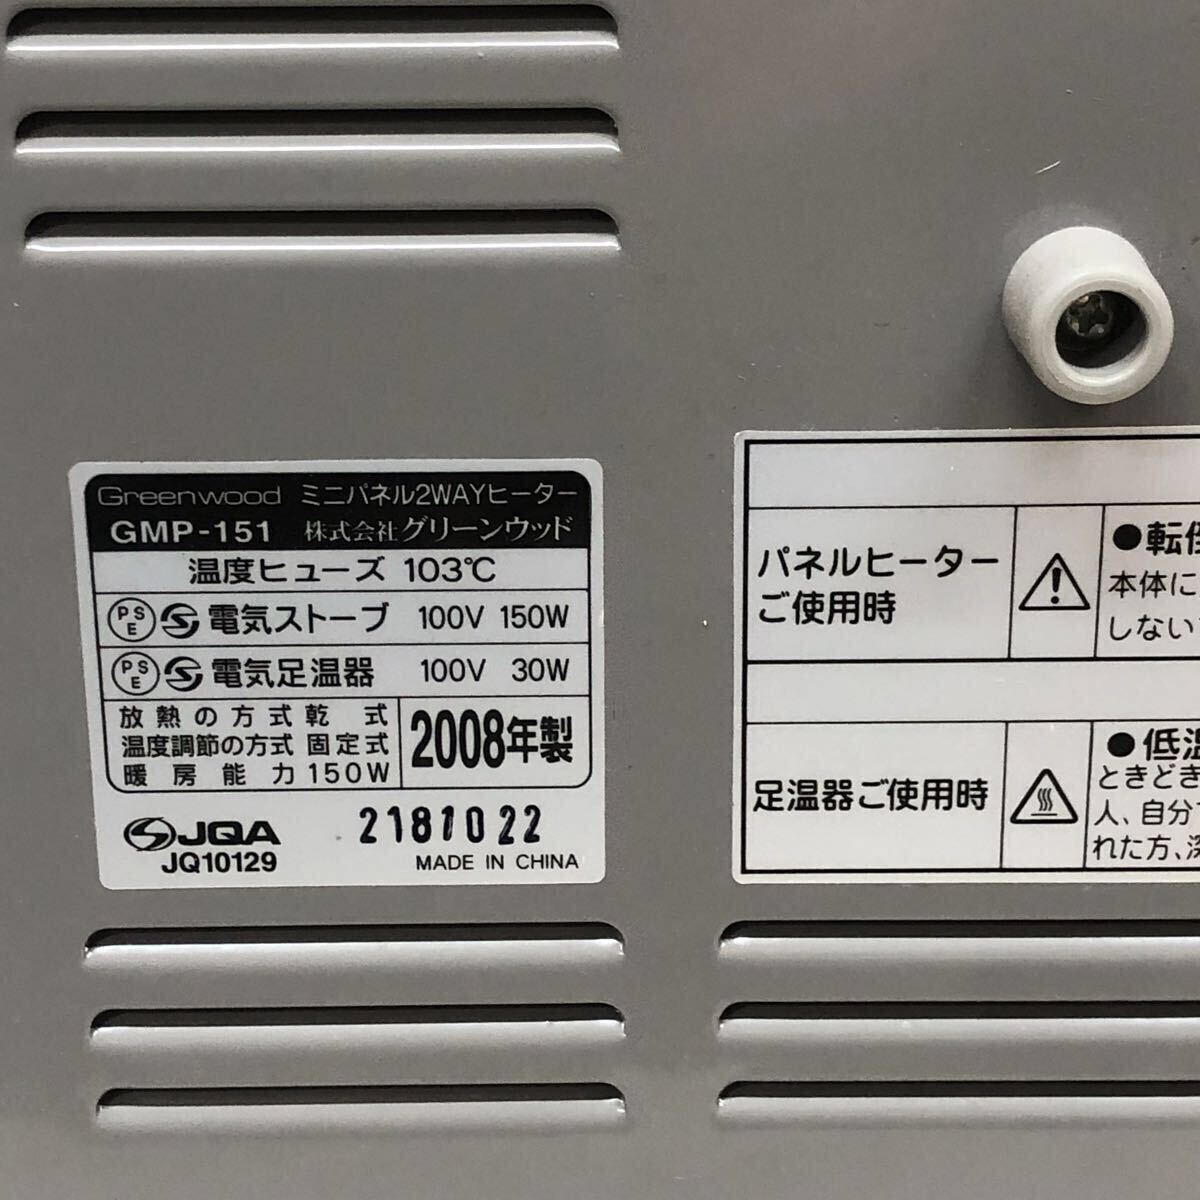 Greenwood ミニパネル2WAYヒーター
GMP-151 株式会社グリーンウッド
温度ヒューズ 103℃
PSE 電気ストーブ 100V 150W
PSE 電気足温器 100V 30W
放熱の方式 乾式
温度調節の方式 固定式
暖房能力 150W
2008年製
JQA
JQ10129
2181022
MADE IN CHINA
パネルヒーター
ご使用時
●転倒
本体に
しない
足温器ご使用時
●低温
ときどき
人、自分
れた方、深